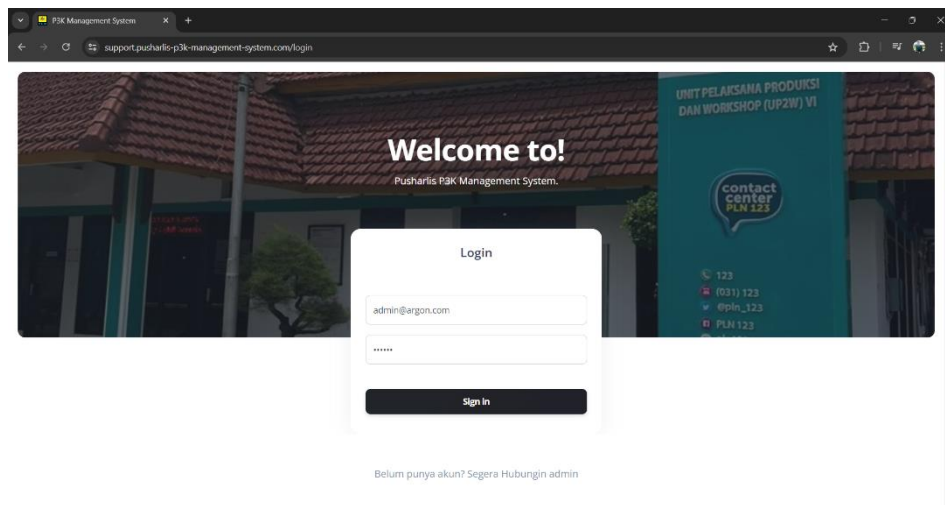 P3K Management System
support.pusharlis-p3k-management-system.com/login
UNIT PELAKSANA PRODUKSI
DAN WORKSHOP (UP2W) VI
Welcome to!
Pusharlis P3K Management System.
contact
center
PLN 123
Login
123
(031) 123
@pln_123
PLN 123
admin@argon.com
••••••
Sign in
Belum punya akun? Segera Hubungin admin